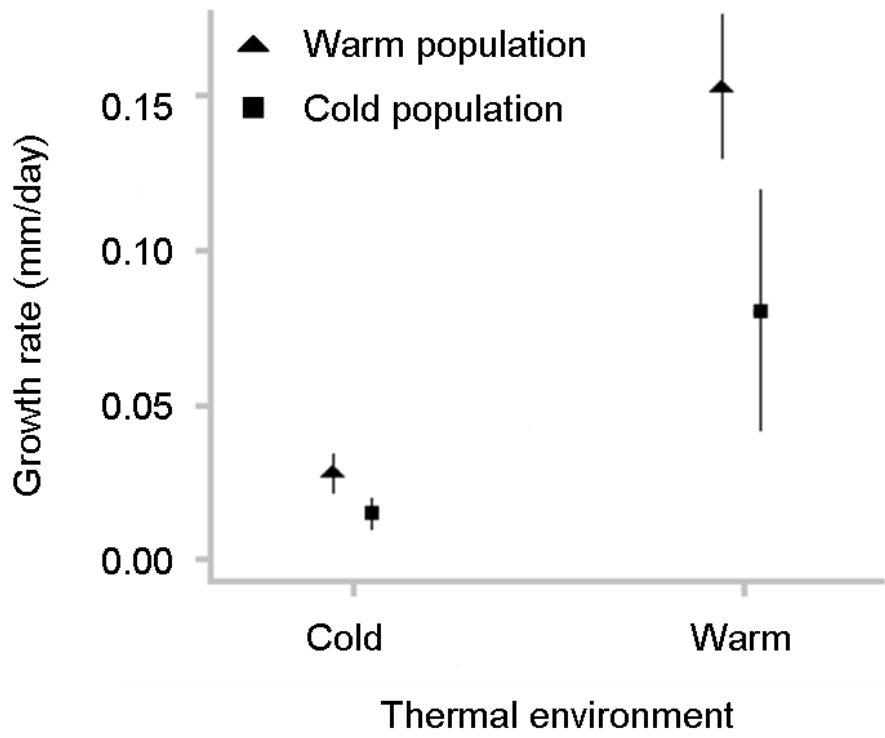 Warm population
Cold population
0.15
0.10
0.05
0.00
Growth rate (mm/day)
Cold
Warm
Thermal environment